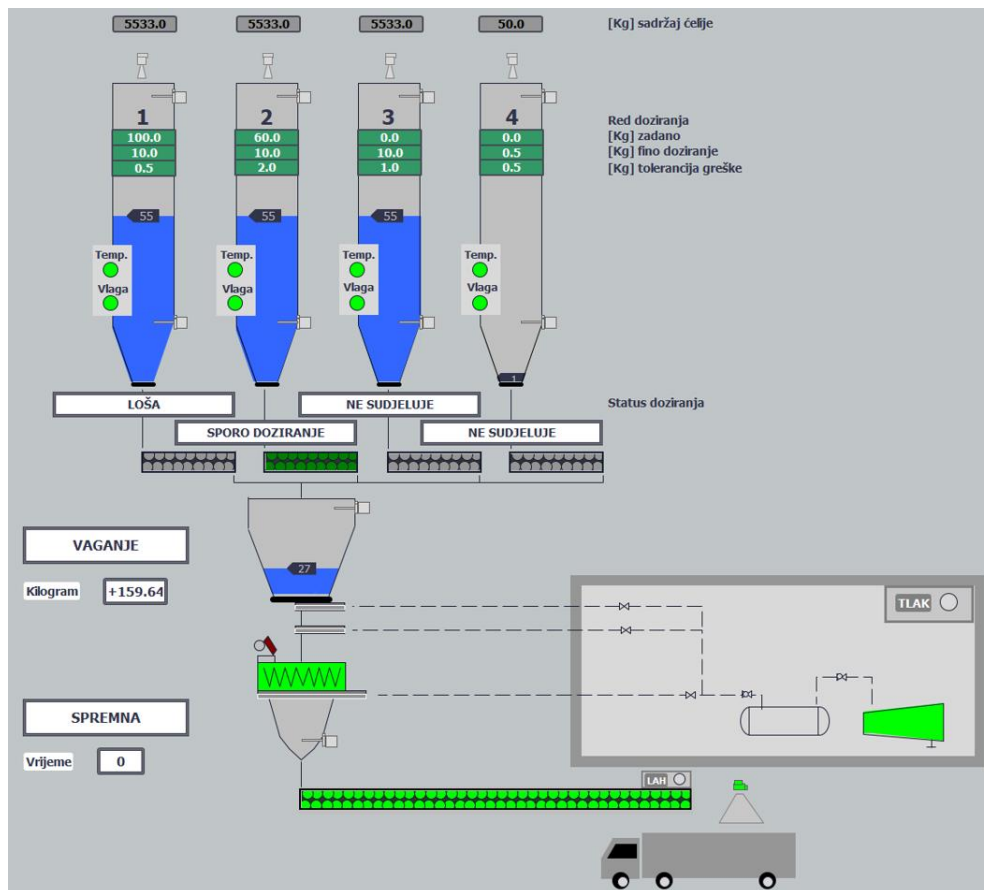 5533.0 5533.0 5533.0 50.0 [Kg] sadržaj ćelije
1 2 3 4 Red doziranja
100.0 60.0 0.0 0.0 [Kg] zadano
10.0 10.0 10.0 0.5 [Kg] fino doziranje
0.5 2.0 1.0 0.5 [Kg] tolerancija greške
55 55 55
Temp. Temp. Temp. Temp.
Vlaga Vlaga Vlaga Vlaga
1
LOŠA NE SUDJELUJE Status doziranja
SPORO DOZIRANJE NE SUDJELUJE
VAGANJE
27
Kilogram +159.64
TLAK
SPREMNA
Vrijeme 0
LAH